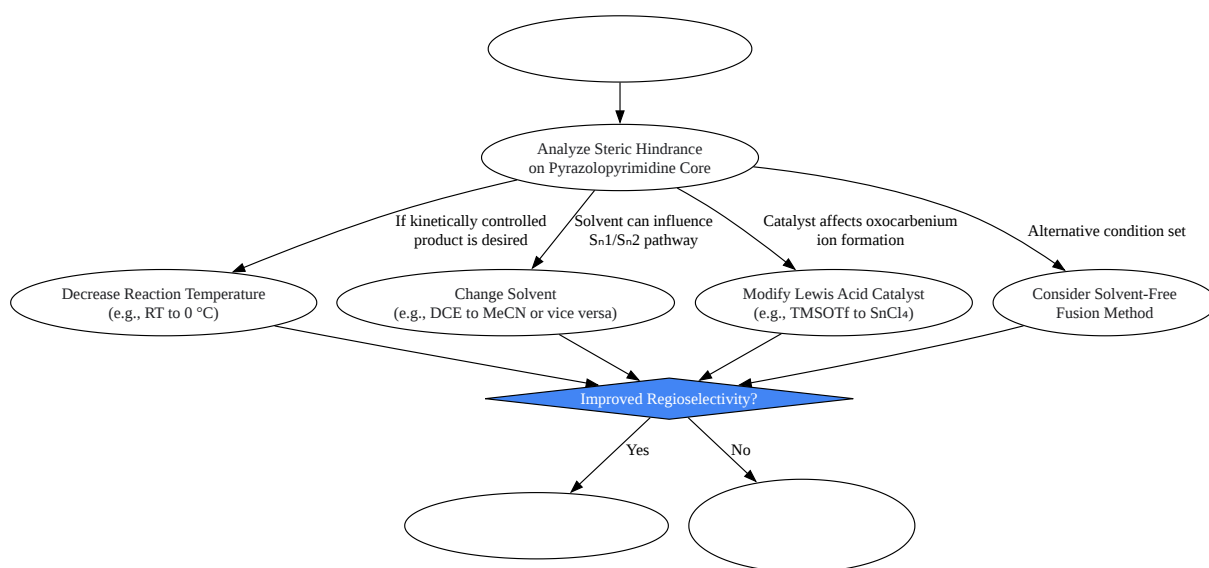 Analyze Steric Hindrance
on Pyrazolopyrimidine Core
If kinetically controlled
product is desired
Solvent can influence
Sₙ1/Sₙ2 pathway
Catalyst affects oxocarbenium
ion formation
Alternative condition set
Decrease Reaction Temperature
(e.g., RT to 0 °C)
Change Solvent
(e.g., DCE to MeCN or vice versa)
Modify Lewis Acid Catalyst
(e.g., TMSOTf to SnCl₄)
Consider Solvent-Free
Fusion Method
Improved Regioselectivity?
Yes
No